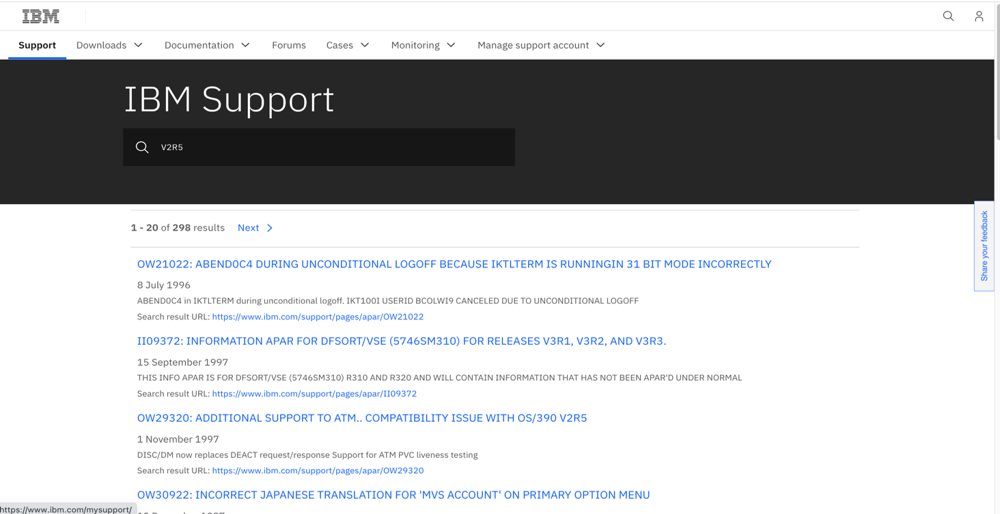 IBM
Support Downloads Documentation Forums Cases Monitoring Manage support account
IBM Support
V2R5
1 - 20 of 298 results Next
OW21022: ABEND0C4 DURING UNCONDITIONAL LOGOFF BECAUSE IKTLTERM IS RUNNINGIN 31 BIT MODE INCORRECTLY
8 July 1996
ABEND0C4 in IKTLTERM during unconditional logoff. IKT100I USERID BCOLWI9 CANCELED DUE TO UNCONDITIONAL LOGOFF
Search result URL: https://www.ibm.com/support/pages/apar/OW21022
II09372: INFORMATION APAR FOR DFSORT/VSE (5746SM310) FOR RELEASES V3R1, V3R2, AND V3R3.
15 September 1997
THIS INFO APAR IS FOR DFSORT/VSE (5746SM310) R310 AND R320 AND WILL CONTAIN INFORMATION THAT HAS NOT BEEN APAR'D UNDER NORMAL
Search result URL: https://www.ibm.com/support/pages/apar/II09372
OW29320: ADDITIONAL SUPPORT TO ATM.. COMPATIBILITY ISSUE WITH OS/390 V2R5
1 November 1997
DISC/DM now replaces DEACT request/response Support for ATM PVC liveness testing
Search result URL: https://www.ibm.com/support/pages/apar/OW29320
OW30922: INCORRECT JAPANESE TRANSLATION FOR 'MVS ACCOUNT' ON PRIMARY OPTION MENU
https://www.ibm.com/mysupport/
Share your feedback